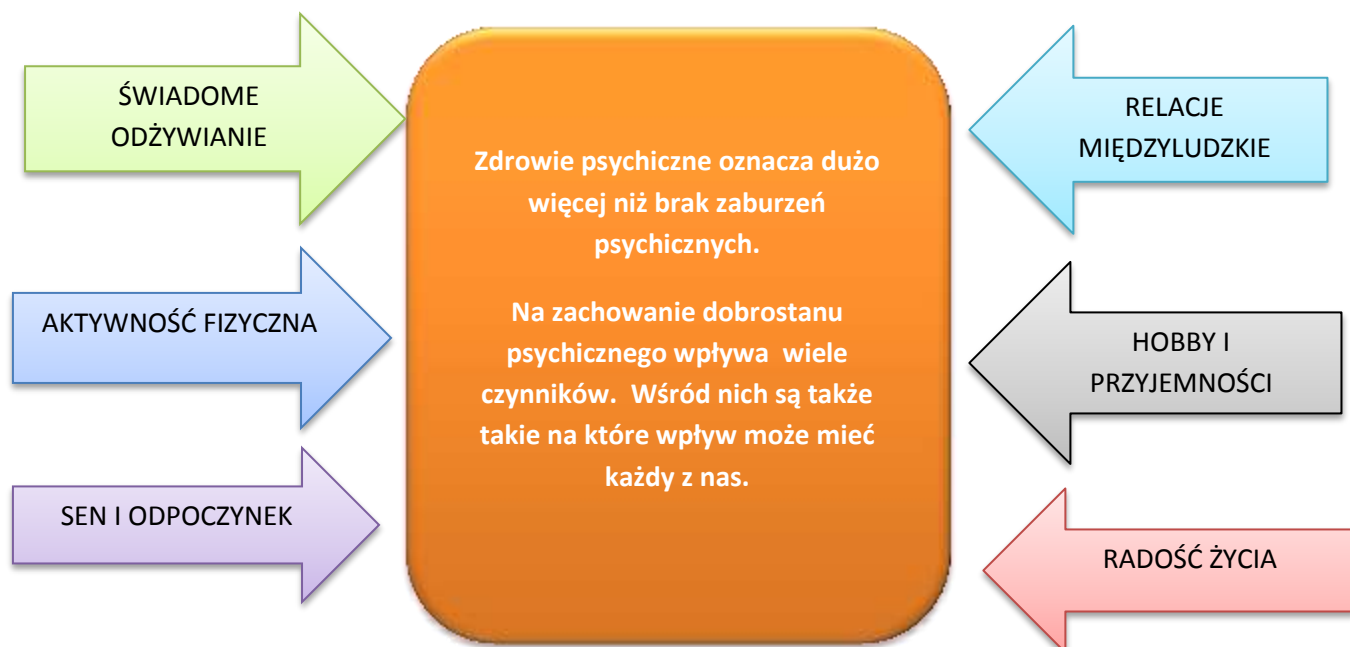 ŚWIADOME
ODŻYWIANIE
AKTYWNOŚĆ FIZYCZNA
SEN I ODPOCZYNEK
Zdrowie psychiczne oznacza dużo
więcej niż brak zaburzeń
psychicznych.
Na zachowanie dobrostanu
psychicznego wpływa  wiele
czynników.  Wśród nich są także
takie na które wpływ może mieć
każdy z nas.
RELACJE
MIĘDZYLUDZKIE
HOBBY I
PRZYJEMNOŚCI
RADOŚĆ ŻYCIA